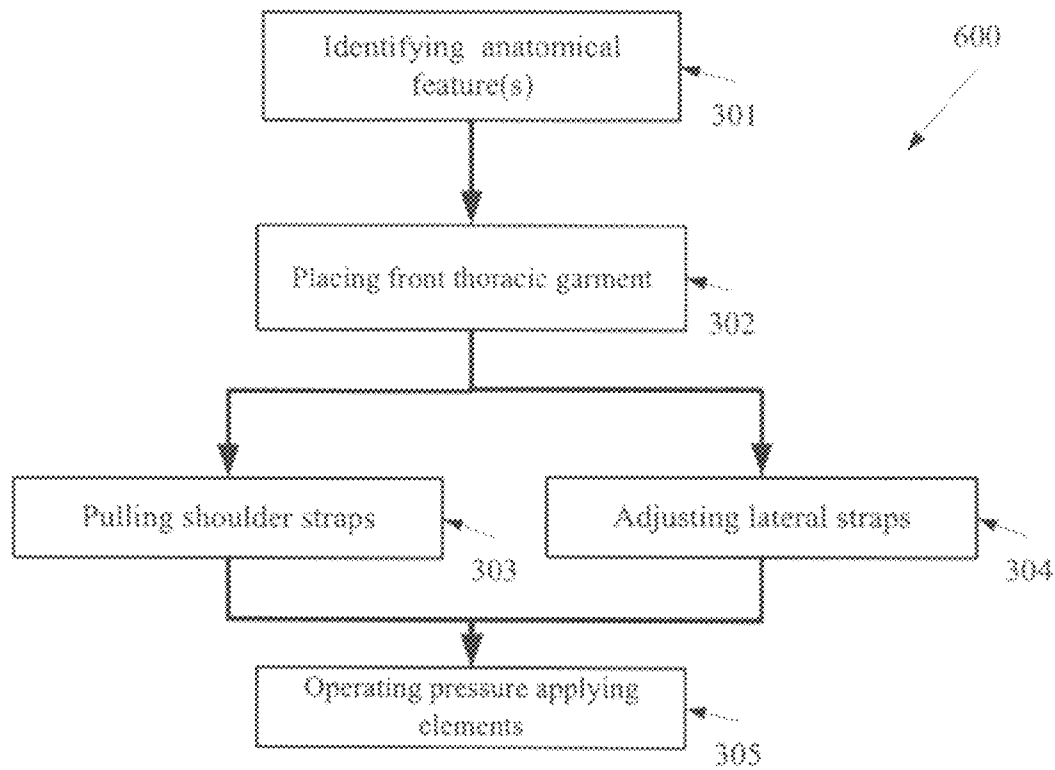 Identifying anatomical
feature(s)
600
301
Placing front thoracic garment
302
Pulling shoulder straps
Adjusting lateral straps
303
304
Operating pressure applying
elements
305